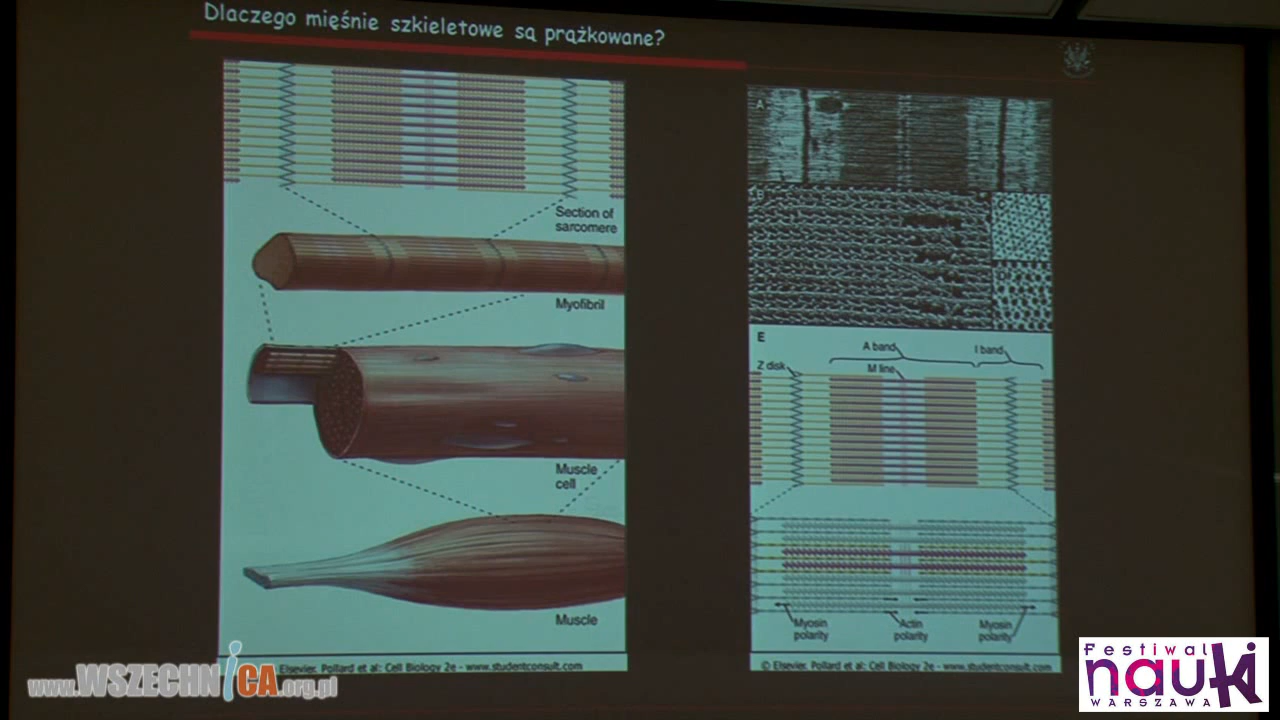 Dlaczego mięśnie szkieletowe są prążkowane?
Section of
sarcomere
Myofibril
Muscle
cell
Muscle
Elsevier. Pollard et al: Cell Biology 2e - www.studentconsult.com
A
B
E
A band
I band
Z disk
M line
Myosin
polarity
Actin
polarity
Myosin
polarity
© Elsevier. Pollard et al: Cell Biology 2e - www.studentconsult.com
www.WSZECHNiCA.org.pl
Festiwal
nauki
WARSZAWA